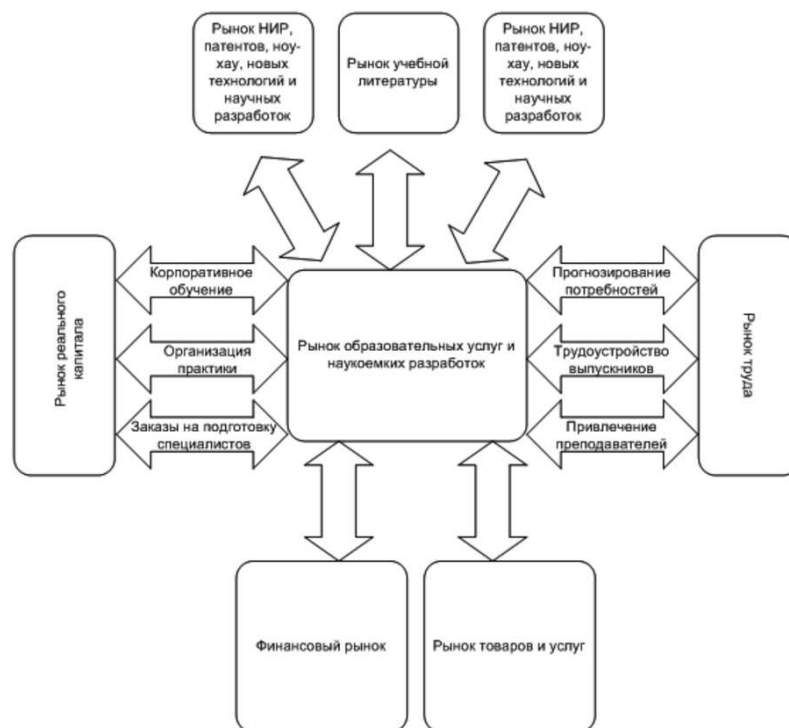 Рынок НИР,
патентов, ноу-
хау, новых
технологий и
научных
разработок
Рынок учебной
литературы
Рынок НИР,
патентов, ноу-
хау, новых
технологий и
научных
разработок
Рынок реального
капитала
Корпоративное
обучение
Организация
практики
Заказы на подготовку
специалистов
Рынок образовательных услуг и
наукоемких разработок
Прогнозирование
потребностей
Трудоустройство
выпускников
Привлечение
преподавателей
Рынок труда
Финансовый рынок
Рынок товаров и услуг